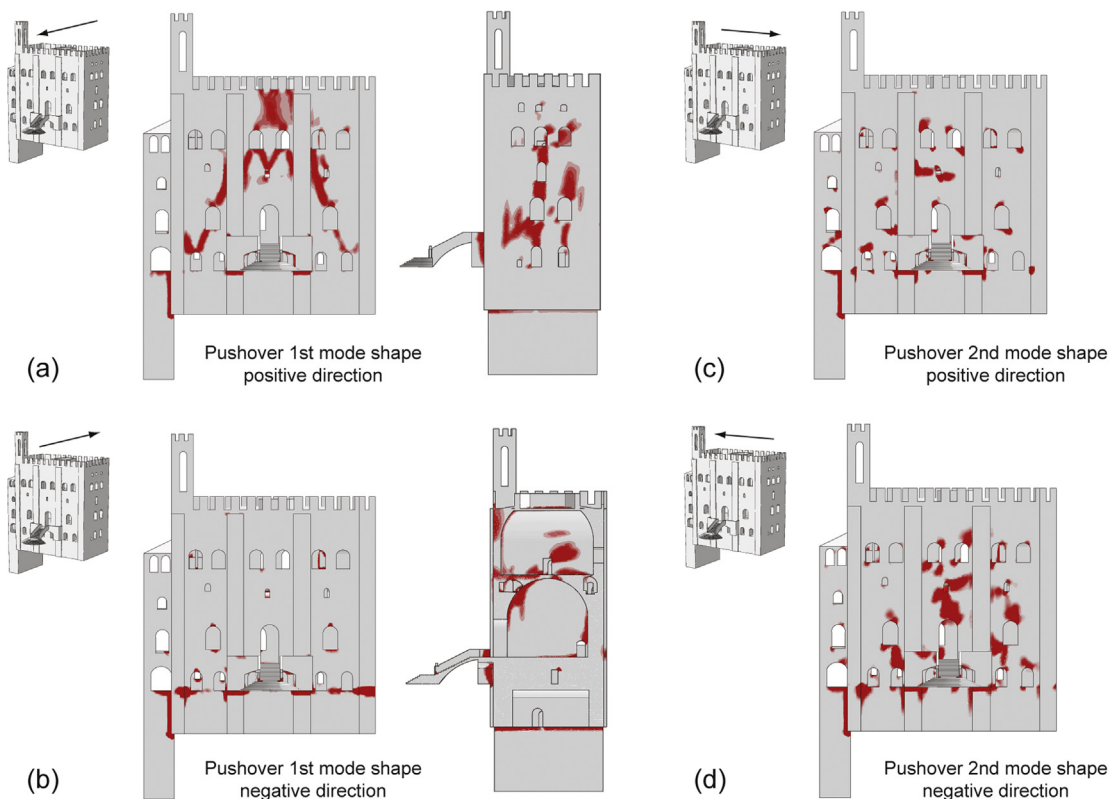 (a)
Pushover 1st mode shape
positive direction
(c)
Pushover 2nd mode shape
positive direction
(b)
Pushover 1st mode shape
negative direction
(d)
Pushover 2nd mode shape
negative direction